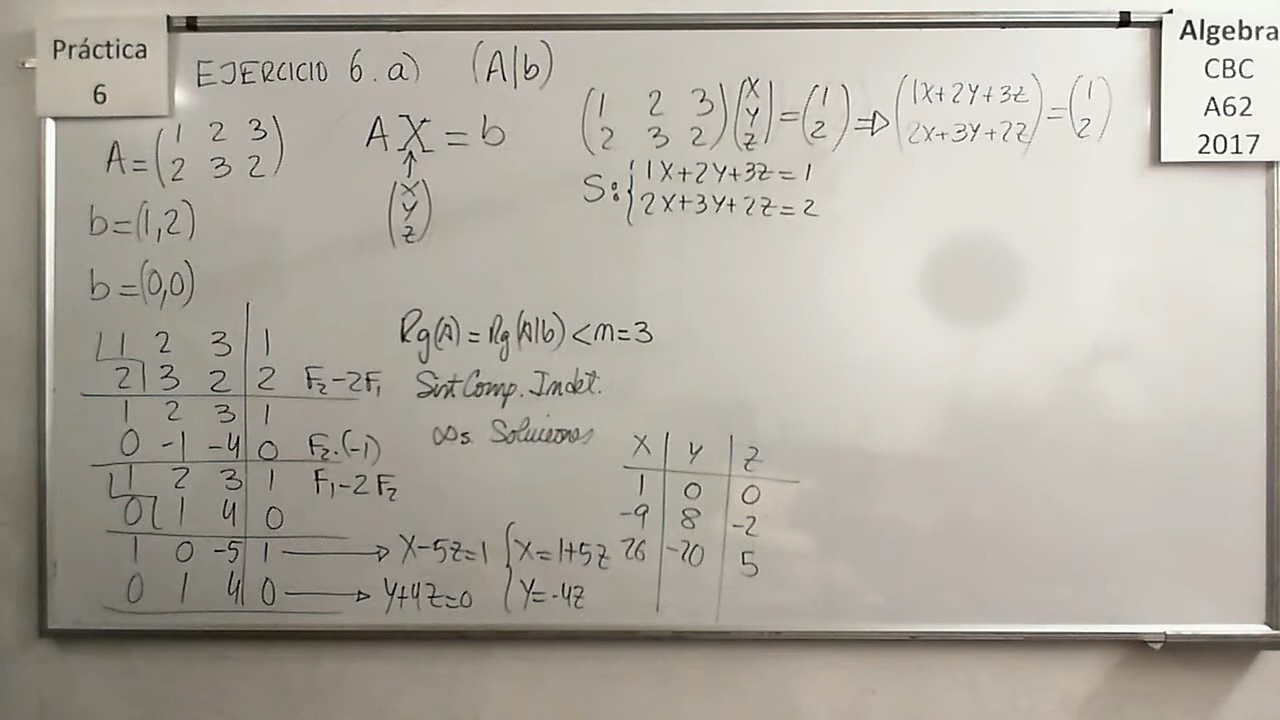 Práctica
6
Algebra
CBC
A62
2017
EJERCICIO 6.a) (A|b)
A=(1 2 3
2 3 2)
AX=b
↑
(x
y
z)
b=(1,2)
b=(0,0)
(1 2 3
2 3 2)(x
y
z)=(1
2)⇒(1x+2y+3z
2x+3y+2z)=(1
2)
S:{1x+2y+3z=1
2x+3y+2z=2
1 2 3 | 1
2 3 2 | 2 F₂-2F₁
1 2 3 | 1
0 -1 -4 | 0 F₂.(-1)
1 2 3 | 1 F₁-2F₂
0 1 4 | 0
1 0 -5 | 1 → x-5z=1 {x=1+5z
0 1 4 | 0 → y+4z=0 {y=-4z
Rg(A)=Rg(A|b)<n=3
Sist Comp. Indet.
∞s. Soluciones
x | y | z
1 | 0 | 0
-9 | 8 | -2
26 | -20 | 5